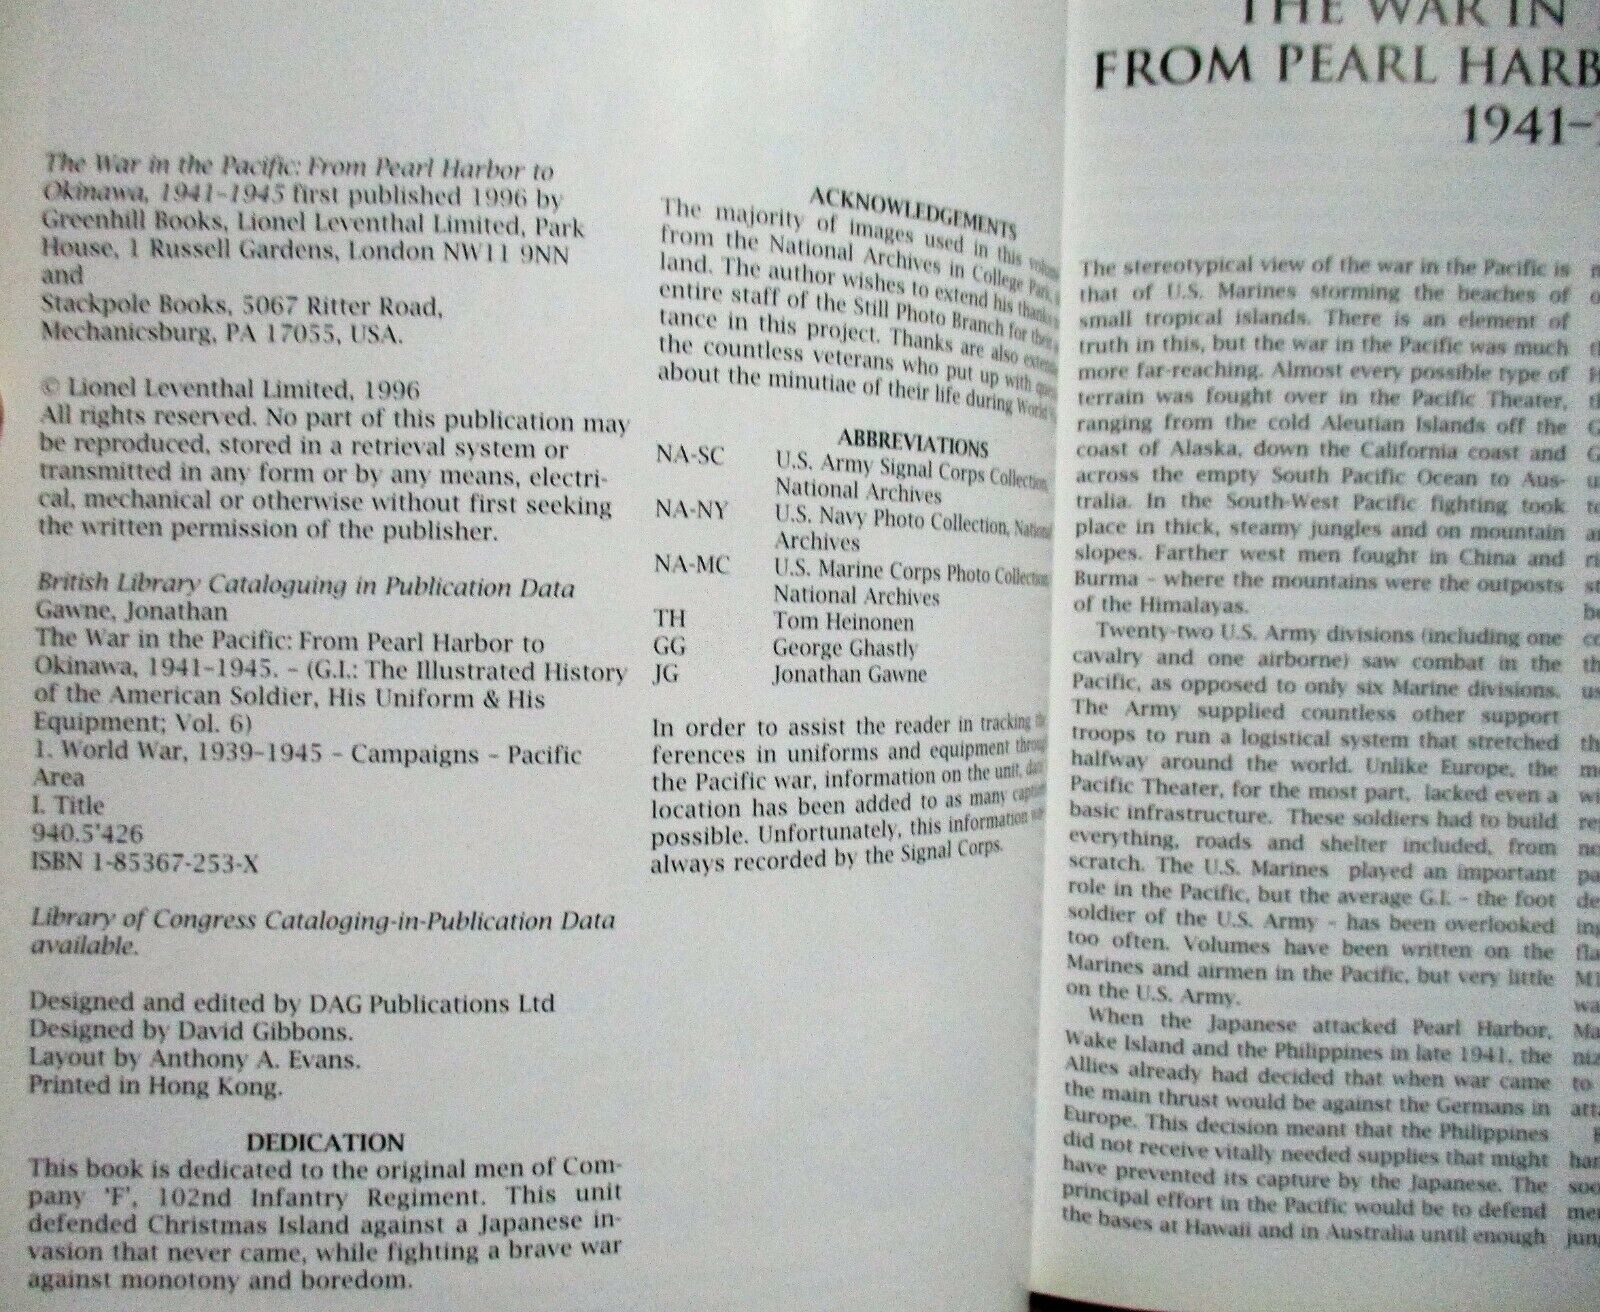 The War in the Pacific: From Pearl Harbor to
Okinawa, 1941–1945 first published 1996 by
Greenhill Books, Lionel Leventhal Limited, Park
House, 1 Russell Gardens, London NW11 9NN
and
Stackpole Books, 5067 Ritter Road,
Mechanicsburg, PA 17055, USA.
© Lionel Leventhal Limited, 1996
All rights reserved. No part of this publication may
be reproduced, stored in a retrieval system or
transmitted in any form or by any means, electri-
cal, mechanical or otherwise without first seeking
the written permission of the publisher.
British Library Cataloguing in Publication Data
Gawne, Jonathan
The War in the Pacific: From Pearl Harbor to
Okinawa, 1941–1945. – (G.I.: The Illustrated History
of the American Soldier, His Uniform & His
Equipment; Vol. 6)
1. World War, 1939–1945 – Campaigns – Pacific
Area
I. Title
940.5'426
ISBN 1-85367-253-X
Library of Congress Cataloging-in-Publication Data
available.
Designed and edited by DAG Publications Ltd
Designed by David Gibbons.
Layout by Anthony A. Evans.
Printed in Hong Kong.
DEDICATION
This book is dedicated to the original men of Com-
pany 'F', 102nd Infantry Regiment. This unit
defended Christmas Island against a Japanese in-
vasion that never came, while fighting a brave war
against monotony and boredom.
ACKNOWLEDGEMENTS
The majority of images used in this
from the National Archives in College Park,
land. The author wishes to extend his thanks
entire staff of the Still Photo Branch for their
tance in this project. Thanks are also
the countless veterans who put up with
about the minutiae of their life during World
ABBREVIATIONS
NA-SC U.S. Army Signal Corps Collection,
National Archives
NA-NY U.S. Navy Photo Collection, National
Archives
NA-MC U.S. Marine Corps Photo Collection,
National Archives
TH Tom Heinonen
GG George Ghastly
JG Jonathan Gawne
In order to assist the reader in tracking
ferences in uniforms and equipment
the Pacific war, information on the unit,
location has been added to as many
possible. Unfortunately, this information
always recorded by the Signal Corps.
THE WAR IN
FROM PEARL HARB
1941–
The stereotypical view of the war in the Pacific is
that of U.S. Marines storming the beaches of
small tropical islands. There is an element of
truth in this, but the war in the Pacific was much
more far-reaching. Almost every possible type of
terrain was fought over in the Pacific Theater,
ranging from the cold Aleutian Islands off the
coast of Alaska, down the California coast and
across the empty South Pacific Ocean to Aus-
tralia. In the South-West Pacific fighting took
place in thick, steamy jungles and on mountain
slopes. Farther west men fought in China and
Burma – where the mountains were the outposts
of the Himalayas.
Twenty-two U.S. Army divisions (including one
cavalry and one airborne) saw combat in the
Pacific, as opposed to only six Marine divisions.
The Army supplied countless other support
troops to run a logistical system that stretched
halfway around the world. Unlike Europe, the
Pacific Theater, for the most part, lacked even a
basic infrastructure. These soldiers had to build
everything, roads and shelter included, from
scratch. The U.S. Marines played an important
role in the Pacific, but the average G.I. – the foot
soldier of the U.S. Army – has been overlooked
too often. Volumes have been written on the
Marines and airmen in the Pacific, but very little
on the U.S. Army.
When the Japanese attacked Pearl Harbor,
Wake Island and the Philippines in late 1941, the
Allies already had decided that when war came
the main thrust would be against the Germans in
Europe. This decision meant that the Philippines
did not receive vitally needed supplies that might
have prevented its capture by the Japanese. The
principal effort in the Pacific would be to defend
the bases at Hawaii and in Australia until enough